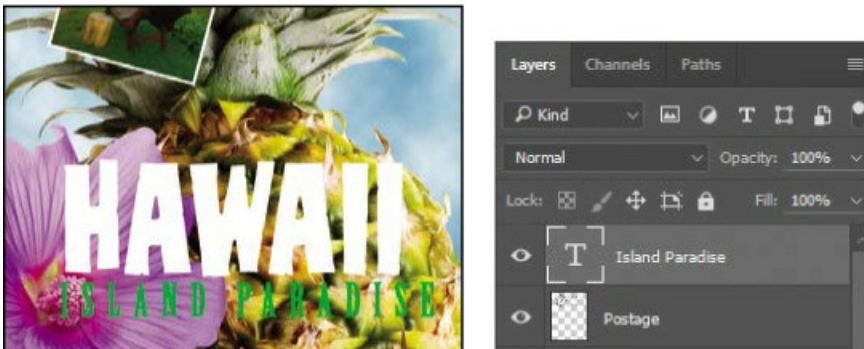 HAWAII
ISLAND PARADISE
Layers Channels Paths
Kind T
Normal Opacity: 100%
Lock: Fill: 100%
T Island Paradise
Postage